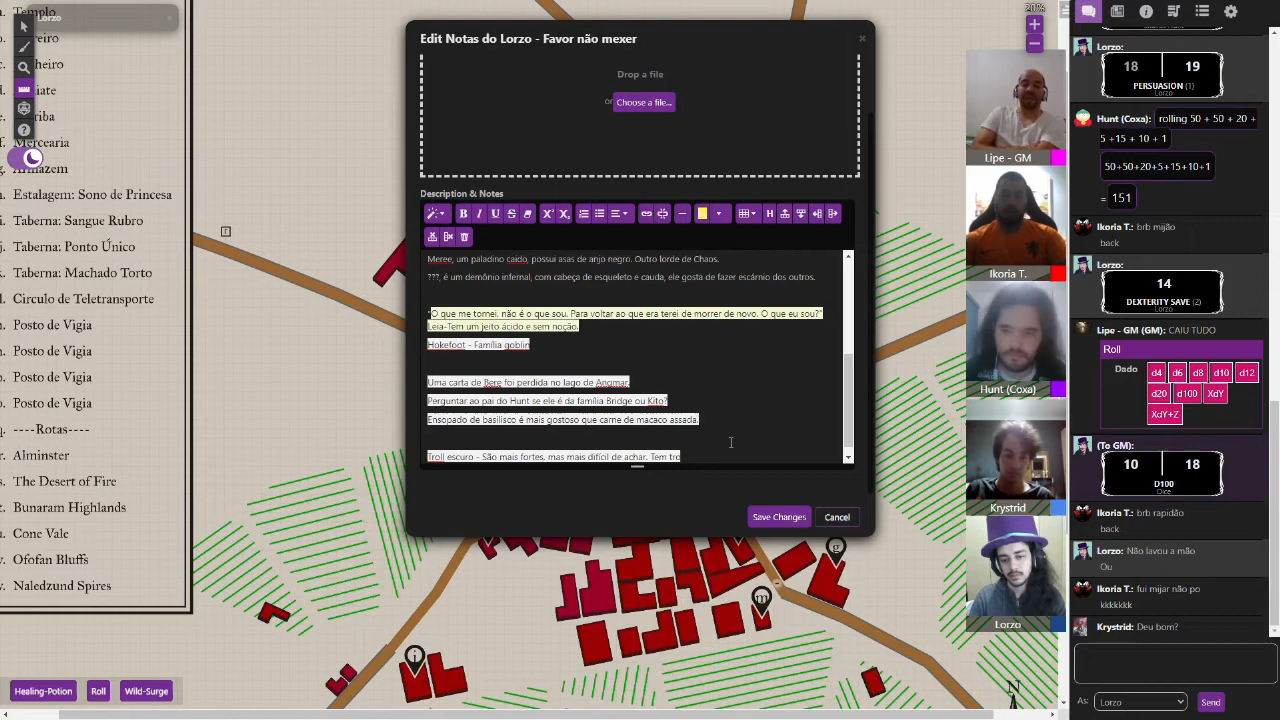 Lorzo
Estalagem: Sono de Princesa
Taberna: Sangue Rubro
Taberna: Ponto Único
Taberna: Machado Torto
Circulo de Teletransporte
Posto de Vigia
Posto de Vigia
Posto de Vigia
Posto de Vigia
----Rotas----
Alminster
The Desert of Fire
Bunaram Highlands
Cone Vale
Ofofan Bluffs
Naledzund Spires
Healing-Potion
Roll
Wild-Surge
r
i
m
g
N
20%
Edit Notas do Lorzo - Favor não mexer
Drop a file
or Choose a file...
Description & Notes
Meree, um paladino caido, possui asas de anjo negro. Outro lorde de Chaos.
???, é um demônio infernal, com cabeça de esqueleto e cauda, ele gosta de fazer escárnio dos outros.
"O que me tornei, não é o que sou. Para voltar ao que era terei de morrer de novo. O que eu sou?"
Leia-Tem um jeito ácido e sem noção.
Hokefoot - Família goblin
Uma carta de Bere foi perdida no lago de Angmar.
Perguntar ao pai do Hunt se ele é da família Bridge ou Kito?
Ensopado de basilisco é mais gostoso que carne de macaco assada.
Troll escuro - São mais fortes, mas mais difícil de achar. Tem tro
Save Changes
Cancel
Lipe - GM
Ikoria T.
Hunt (Coxa)
Krystrid
Lorzo
Lorzo:
18 19
PERSUASION (1)
Lorzo
Hunt (Coxa): rolling 50 + 50 + 20 +
5 +15 + 10 + 1
50+50+20+5+15+10+1
= 151
Ikoria T.: brb mijão
back
Lorzo:
14
DEXTERITY SAVE (2)
Lorzo
Lipe - GM (GM): CAIU TUDO
Roll
Dado d4 d6 d8 d10 d12
d20 d100 XdY
XdY+Z
(To GM):
10 18
D100
Dice
Ikoria T.: brb rapidão
back
Lorzo: Não lavou a mão
Ou
Ikoria T.: fui mijar não po
kkkkkkk
Krystrid: Deu bom?
As: Lorzo
Send